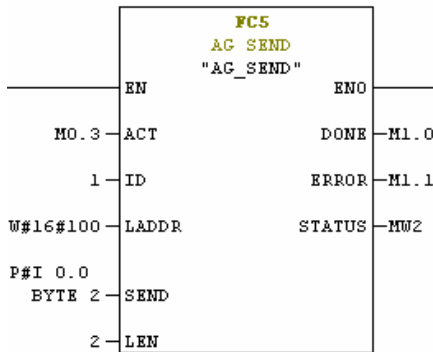 FC5
AG SEND
"AG_SEND"
EN ENO
M0.3 ACT DONE M1.0
1 ID ERROR M1.1
W#16#100 LADDR STATUS MW2
P#I 0.0
BYTE 2 SEND
2 LEN